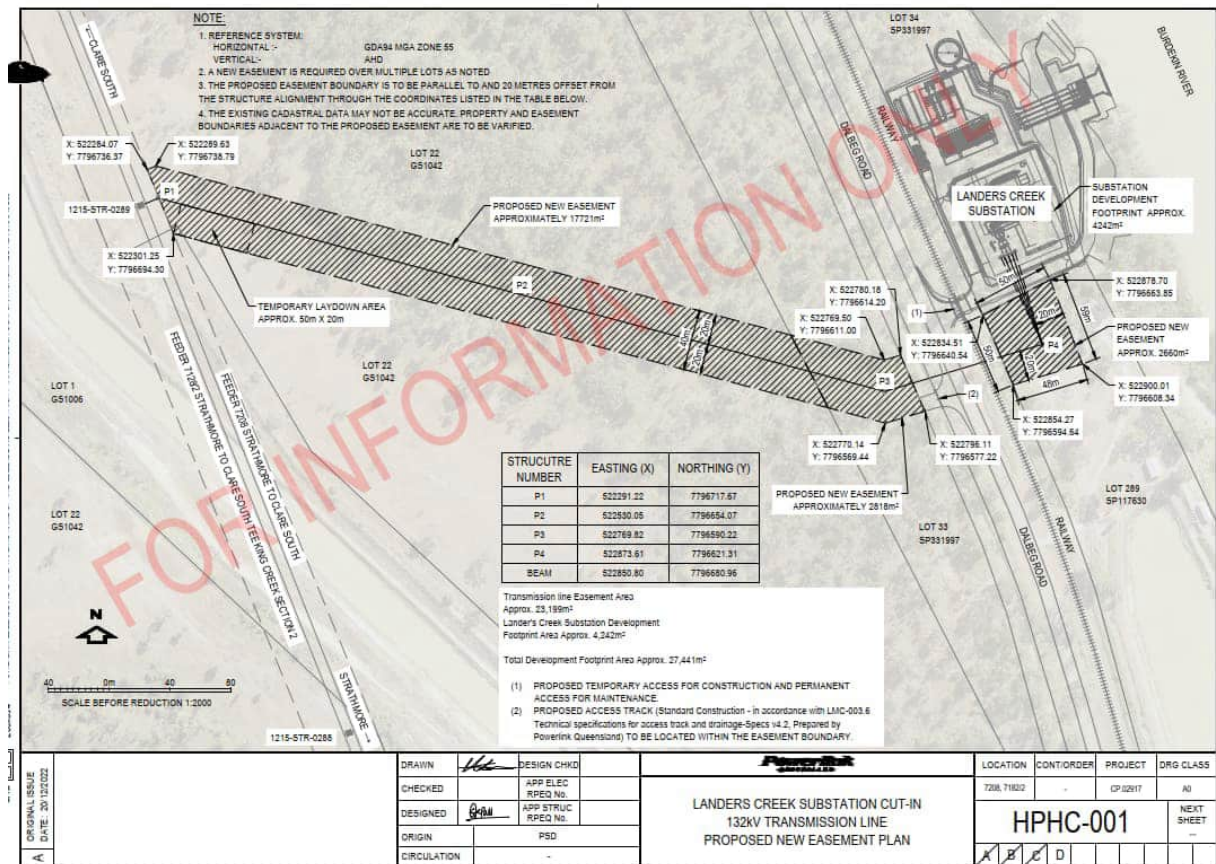 NOTE:
1. REFERENCE SYSTEM:
HORIZONTAL :- GDA94 MGA ZONE 55
VERTICAL:- AHD
2. A NEW EASEMENT IS REQUIRED OVER MULTIPLE LOTS AS NOTED
3. THE PROPOSED EASEMENT BOUNDARY IS TO BE PARALLEL TO AND 20 METRES OFFSET FROM
THE STRUCTURE ALIGNMENT THROUGH THE COORDINATES LISTED IN THE TABLE BELOW.
4. THE EXISTING CADASTRAL DATA MAY NOT BE ACCURATE. PROPERTY AND EASEMENT
BOUNDARIES ADJACENT TO THE PROPOSED EASEMENT ARE TO BE VARIFIED.
← CLARE SOUTH
LOT 34
SP331997
BURDEKIN RIVER
RAILWAY
DALBEG ROAD
X: 522284.07
Y: 7796736.37
X: 522289.63
Y: 7796738.79
LOT 22
GS1042
P1
1215-STR-0289
PROPOSED NEW EASEMENT
APPROXIMATELY 17721m²
LANDERS CREEK
SUBSTATION
SUBSTATION
DEVELOPMENT
FOOTPRINT APPROX.
4242m²
X: 522301.25
Y: 7796694.30
P2
TEMPORARY LAYDOWN AREA
APPROX. 50m X 20m
X: 522780.18
Y: 7796614.20
X: 522769.50
Y: 7796611.00
(1)
50m
X: 522878.70
Y: 7796663.85
20m
59m
P4
PROPOSED NEW
EASEMENT
APPROX. 2660m²
X: 522834.51
Y: 7796640.54
50m
20m
48m
40m
20m
20m
P3
(2)
X: 522900.01
Y: 7796608.34
X: 522854.27
Y: 7796594.64
LOT 22
GS1042
LOT 1
GS1006
FEEDER 7208 STRATHMORE TO CLARE SOUTH
FEEDER 7128/2 STRATHMORE TO CLARE SOUTH TEE KING CREEK SECTION 2
X: 522770.14
Y: 7796569.44
X: 522796.11
Y: 7796577.22
PROPOSED NEW EASEMENT
APPROXIMATELY 2818m²
LOT 289
SP117630
LOT 22
GS1042
LOT 33
SP331997
DALBEG ROAD
RAILWAY
STRUCUTRE NUMBER EASTING (X) NORTHING (Y)
P1 522291.22 7796717.67
P2 522530.05 7796654.07
P3 522769.82 7796590.22
P4 522873.61 7796621.31
BEAM 522850.80 7796680.96
Transmission line Easement Area
Approx. 23,199m²
Lander's Creek Substation Development
Footprint Area Approx. 4,242m²
Total Development Footprint Area Approx. 27,441m²
(1) PROPOSED TEMPORARY ACCESS FOR CONSTRUCTION AND PERMANENT
ACCESS FOR MAINTENANCE.
(2) PROPOSED ACCESS TRACK (Standard Construction - in accordance with LMC-003.6
Technical specifications for access track and drainage-Specs v4.2, Prepared by
Powerlink Queensland) TO BE LOCATED WITHIN THE EASEMENT BOUNDARY.
N
40 0m 40 80
SCALE BEFORE REDUCTION 1:2000
STRATHMORE →
1215-STR-0288
FOR INFORMATION ONLY
A
ORIGINAL ISSUE
DATE : 20/12/2022
DRAWN DESIGN CHKD
CHECKED APP ELEC RPEQ No.
DESIGNED APP STRUC RPEQ No.
ORIGIN PSD
CIRCULATION -
LANDERS CREEK SUBSTATION CUT-IN
132kV TRANSMISSION LINE
PROPOSED NEW EASEMENT PLAN
LOCATION CONT/ORDER PROJECT DRG CLASS
7208, 7182/2 - CP.02917 A0
HPHC-001
NEXT
SHEET
--
A B C D